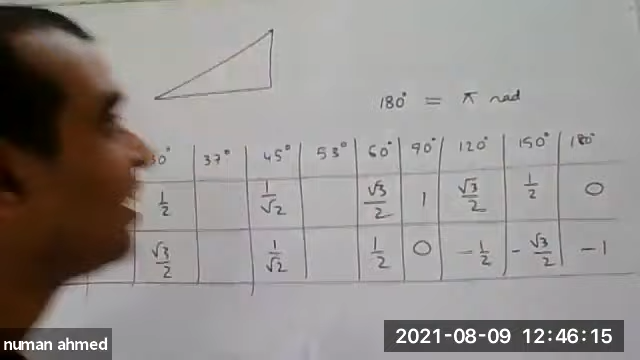 180° = π rad
30° 37° 45° 53° 60° 90° 120° 150° 180°
1/2 1/√2 √3/2 1 √3/2 1/2 0
√3/2 1/√2 1/2 0 -1/2 -√3/2 -1
numan ahmed
2021-08-09 12:46:15